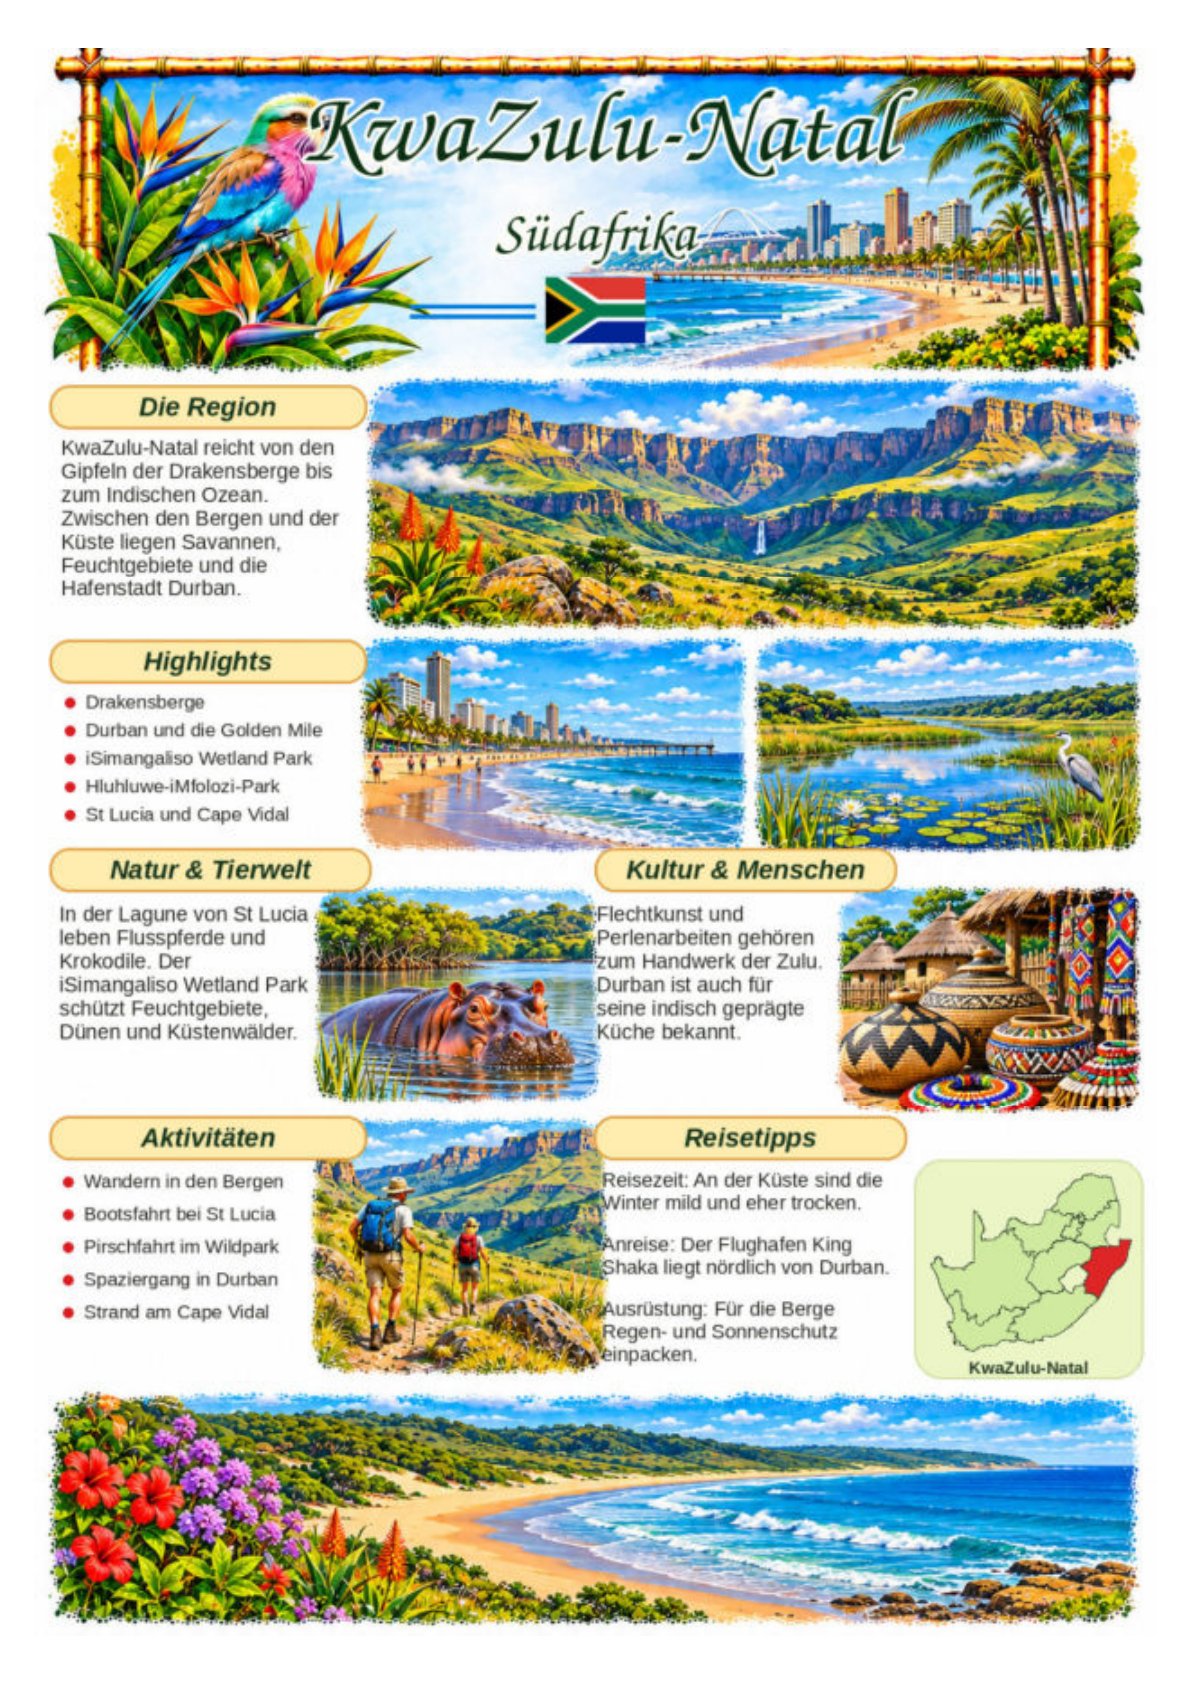 KwaZulu-Natal
Südafrika
Die Region
KwaZulu-Natal reicht von den
Gipfeln der Drakensberge bis
zum Indischen Ozean.
Zwischen den Bergen und der
Küste liegen Savannen,
Feuchtgebiete und die
Hafenstadt Durban.
Highlights
Drakensberge
Durban und die Golden Mile
iSimangaliso Wetland Park
Hluhluwe-iMfolozi-Park
St Lucia und Cape Vidal
Natur & Tierwelt
In der Lagune von St Lucia
leben Flusspferde und
Krokodile. Der
iSimangaliso Wetland Park
schützt Feuchtgebiete,
Dünen und Küstenwälder.
Kultur & Menschen
Flechtkunst und
Perlenarbeiten gehören
zum Handwerk der Zulu.
Durban ist auch für
seine indisch geprägte
Küche bekannt.
Aktivitäten
Wandern in den Bergen
Bootsfahrt bei St Lucia
Pirschfahrt im Wildpark
Spaziergang in Durban
Strand am Cape Vidal
Reisetipps
Reisezeit: An der Küste sind die
Winter mild und eher trocken.
Anreise: Der Flughafen King
Shaka liegt nördlich von Durban.
Ausrüstung: Für die Berge
Regen- und Sonnenschutz
einpacken.
KwaZulu-Natal